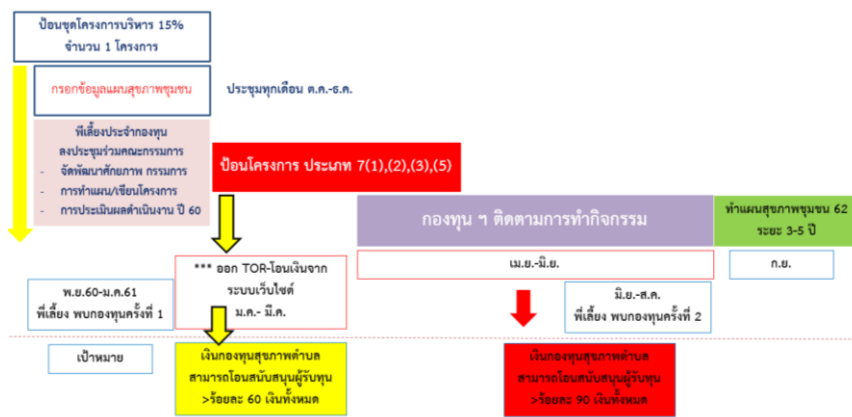 ป้อนชุดโครงการบริหาร 15%
จำนวน 1 โครงการ
กรอกข้อมูลแผนสุขภาพชุมชน
ประชุมทุกเดือน ต.ค.-ธ.ค.
พี่เลี้ยงประจำกองทุน
ลงประชุมร่วมคณะกรรมการ
- จัดพัฒนาศักยภาพ กรรมการ
- การทำแผน/เขียนโครงการ
- การประเมินผลดำเนินงาน ปี 60
ป้อนโครงการ ประเภท 7(1),(2),(3),(5)
กองทุน ฯ ติดตามการทำกิจกรรม
ทำแผนสุขภาพชุมชน 62
ระยะ 3-5 ปี
*** ออก TOR-โอนเงินจาก
ระบบเว็บไซต์
ม.ค.- มี.ค.
เม.ย.-มิ.ย.
ก.ย.
พ.ย.60-ม.ค.61
พี่เลี้ยง พบกองทุนครั้งที่ 1
มิ.ย.-ส.ค.
พี่เลี้ยง พบกองทุนครั้งที่ 2
เป้าหมาย
เงินกองทุนสุขภาพตำบล
สามารถโอนสนับสนุนผู้รับทุน
>ร้อยละ 60 เงินทั้งหมด
เงินกองทุนสุขภาพตำบล
สามารถโอนสนับสนุนผู้รับทุน
>ร้อยละ 90 เงินทั้งหมด